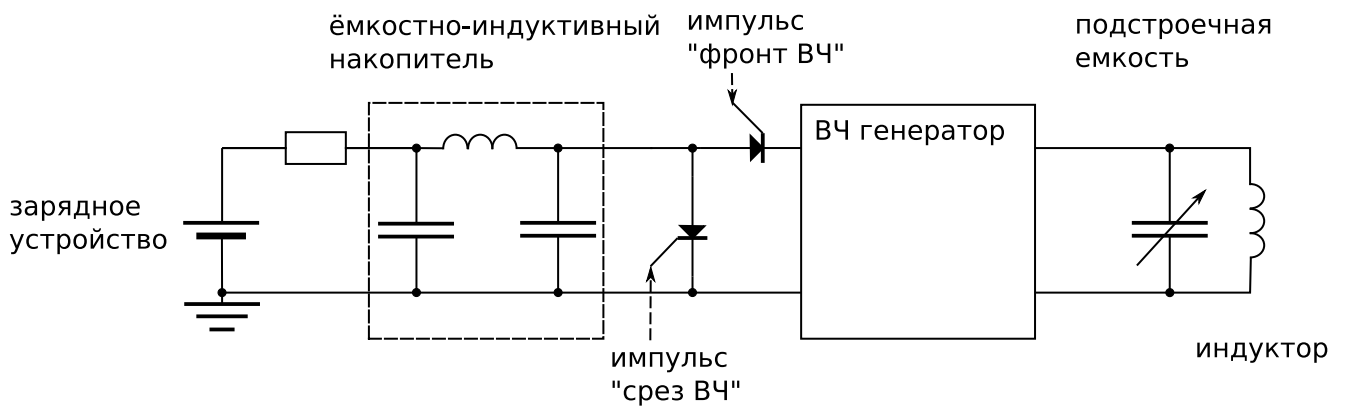 ёмкостно-индуктивный
накопитель
импульс
"фронт ВЧ"
подстроечная
емкость
ВЧ генератор
зарядное
устройство
импульс
"срез ВЧ"
индуктор